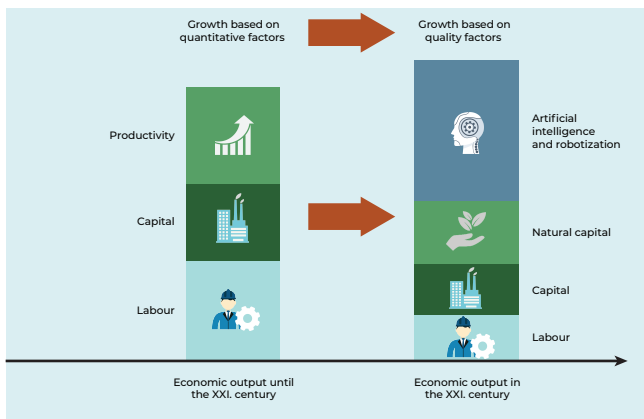 Growth based on
quantitative factors
Growth based on
quality factors
Productivity
Capital
Labour
Artificial
intelligence
and robotization
Natural capital
Capital
Labour
Economic output until
the XXI. century
Economic output in
the XXI. century